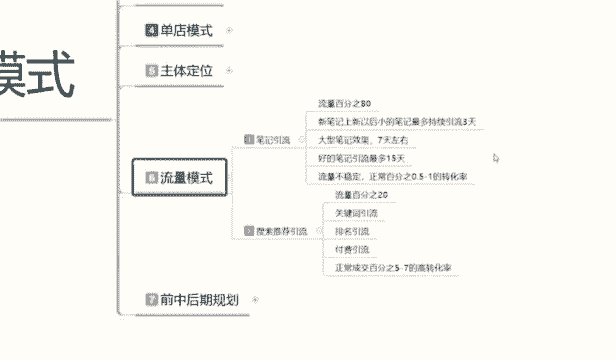 模式
4 单店模式
5 主体定位
6 流量模式
1 笔记引流
流量百分之80
新笔记上新以后小的笔记最多持续引流3天
大型笔记效果,7天左右
好的笔记引流最多15天
流量不稳定,正常百分之0.5-1的转化率
2 搜索推荐引流
流量百分之20
关键词引流
排名引流
付费引流
正常成交百分之5-7的高转化率
7 前中后期规划